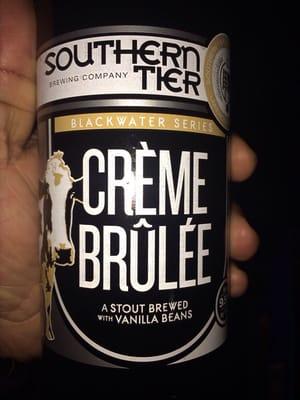 SOUTHERN
BREWING COMPANY TIER
BLACKWATER SERIES
CRÈME
BRÛLÉE
A STOUT BREWED
WITH VANILLA BEANS